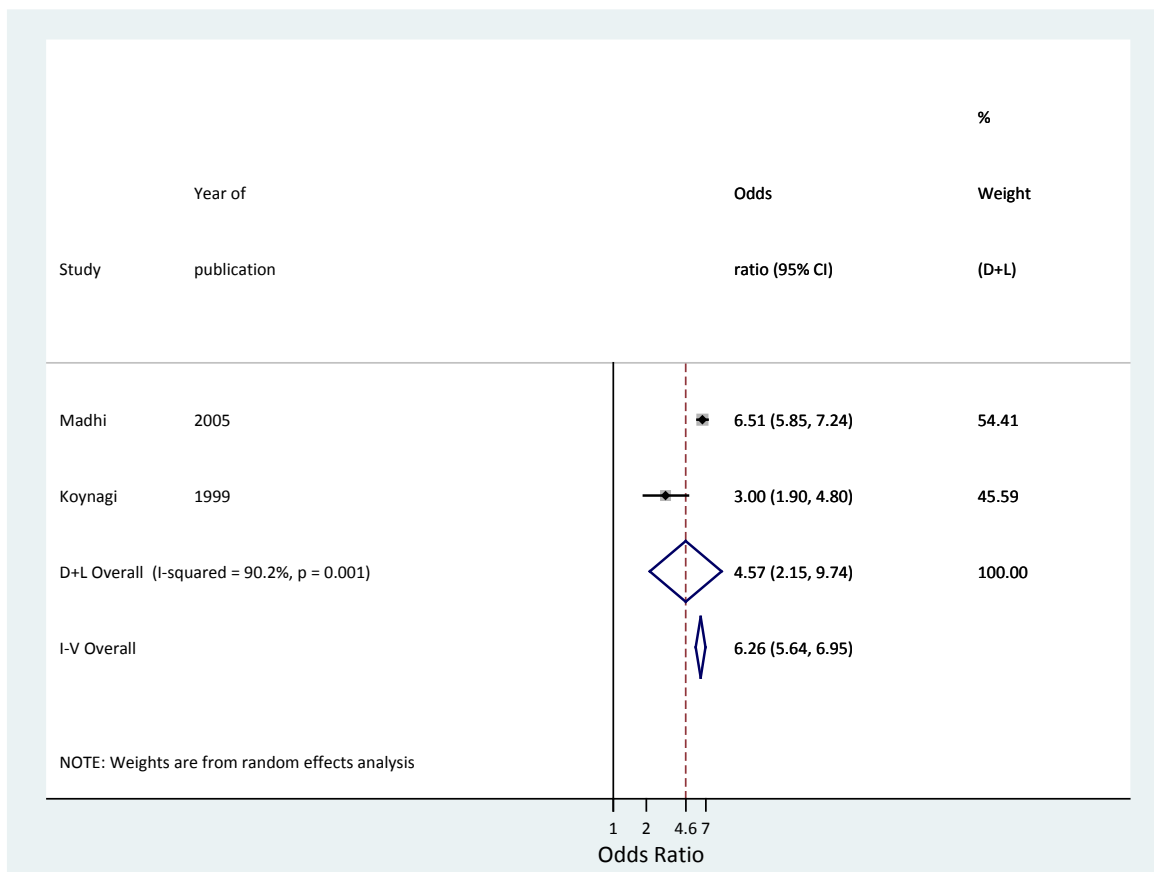 %
Year of Odds Weight
Study publication ratio (95% CI) (D+L)
Madhi 2005 6.51 (5.85, 7.24) 54.41
Koynagi 1999 3.00 (1.90, 4.80) 45.59
D+L Overall (I-squared = 90.2%, p = 0.001) 4.57 (2.15, 9.74) 100.00
I-V Overall 6.26 (5.64, 6.95)
NOTE: Weights are from random effects analysis
1 2 4.6 7
Odds Ratio